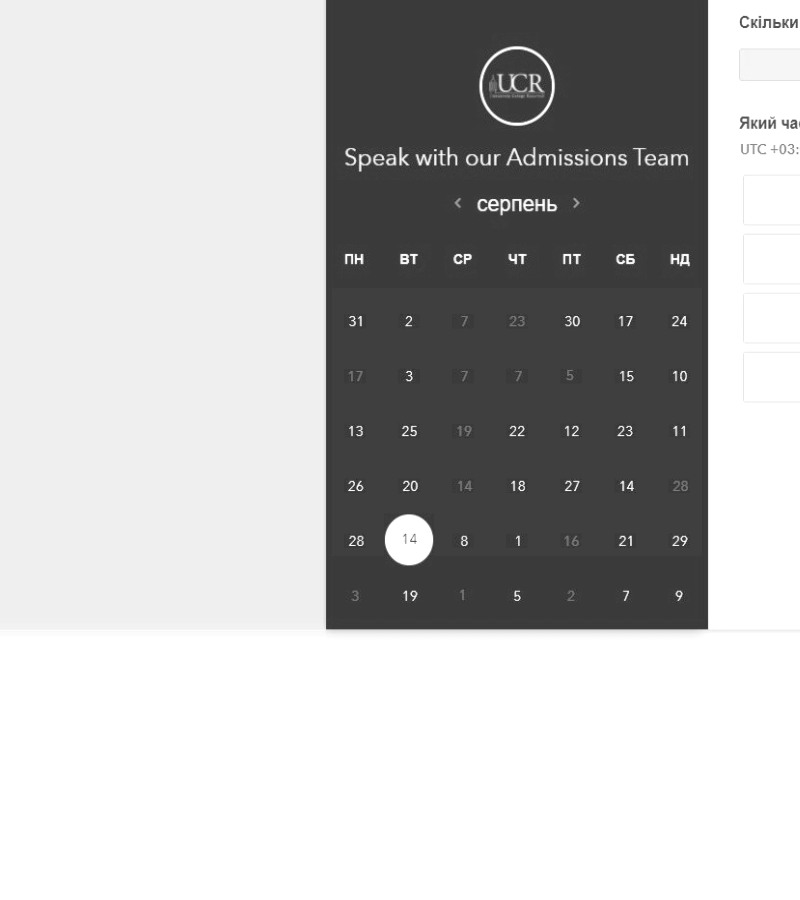 Скільки
UCR
Speak with our Admissions Team
‹ серпень ›
ПН ВТ СР ЧТ ПТ СБ НД
31 2 7 23 30 17 24
17 3 7 7 5 15 10
13 25 19 22 12 23 11
26 20 14 18 27 14 28
28 14 8 1 16 21 29
3 19 1 5 2 7 9
UTC +03: